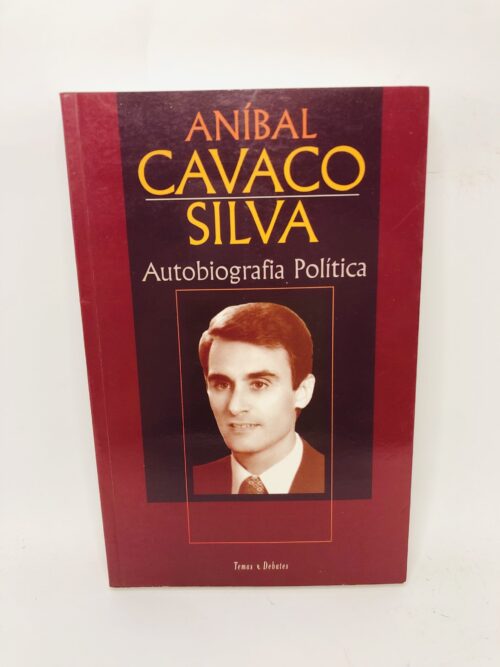 ANÍBAL
CAVACO
SILVA
Autobiografia Política
Temas e Debates